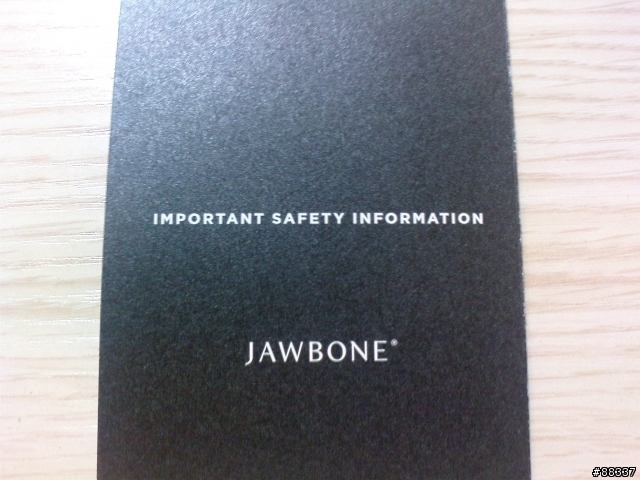 IMPORTANT SAFETY INFORMATION
JAWBONE®
#88337